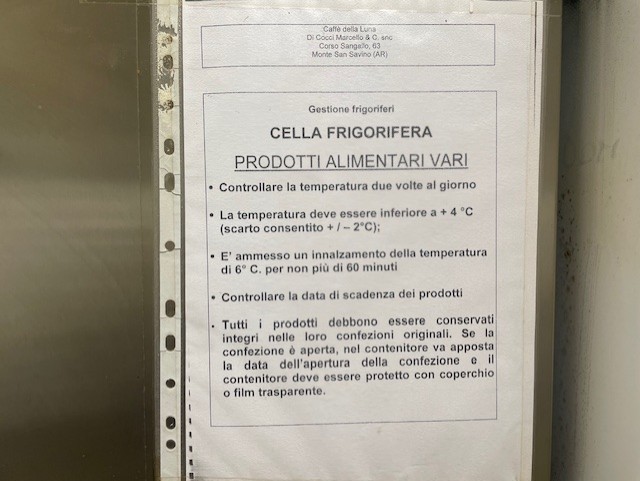 Caffè della Luna
Di Cocci Marcello & C. snc
Corso Sangallo, 63
Monte San Savino (AR)
Gestione frigoriferi
CELLA FRIGORIFERA
PRODOTTI ALIMENTARI VARI
• Controllare la temperatura due volte al giorno
• La temperatura deve essere inferiore a + 4 °C
(scarto consentito + / – 2°C);
• E' ammesso un innalzamento della temperatura
di 6° C. per non più di 60 minuti
• Controllare la data di scadenza dei prodotti
• Tutti i prodotti debbono essere conservati
integri nelle loro confezioni originali. Se la
confezione è aperta, nel contenitore va apposta
la data dell'apertura della confezione e il
contenitore deve essere protetto con coperchio
o film trasparente.